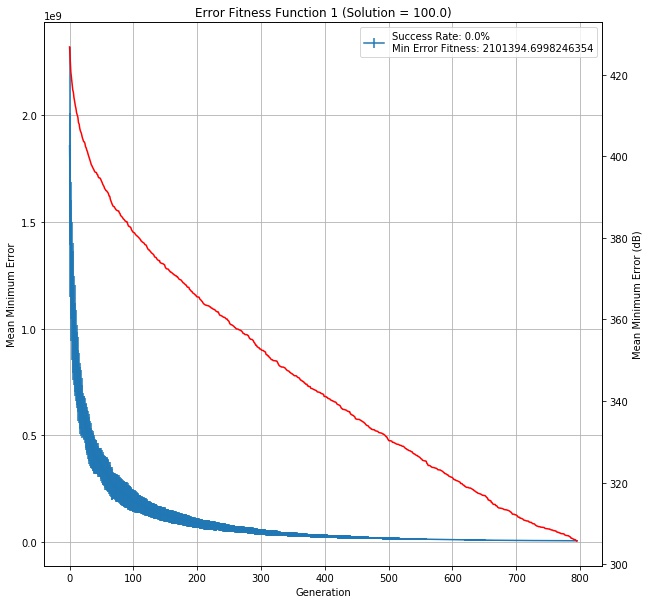 Error Fitness Function 1 (Solution = 100.0)
1e9
Success Rate: 0.0%
Min Error Fitness: 2101394.6998246354
2.0
1.5
1.0
0.5
0.0
Mean Minimum Error
420
400
380
360
340
320
300
Mean Minimum Error (dB)
0 100 200 300 400 500 600 700 800
Generation